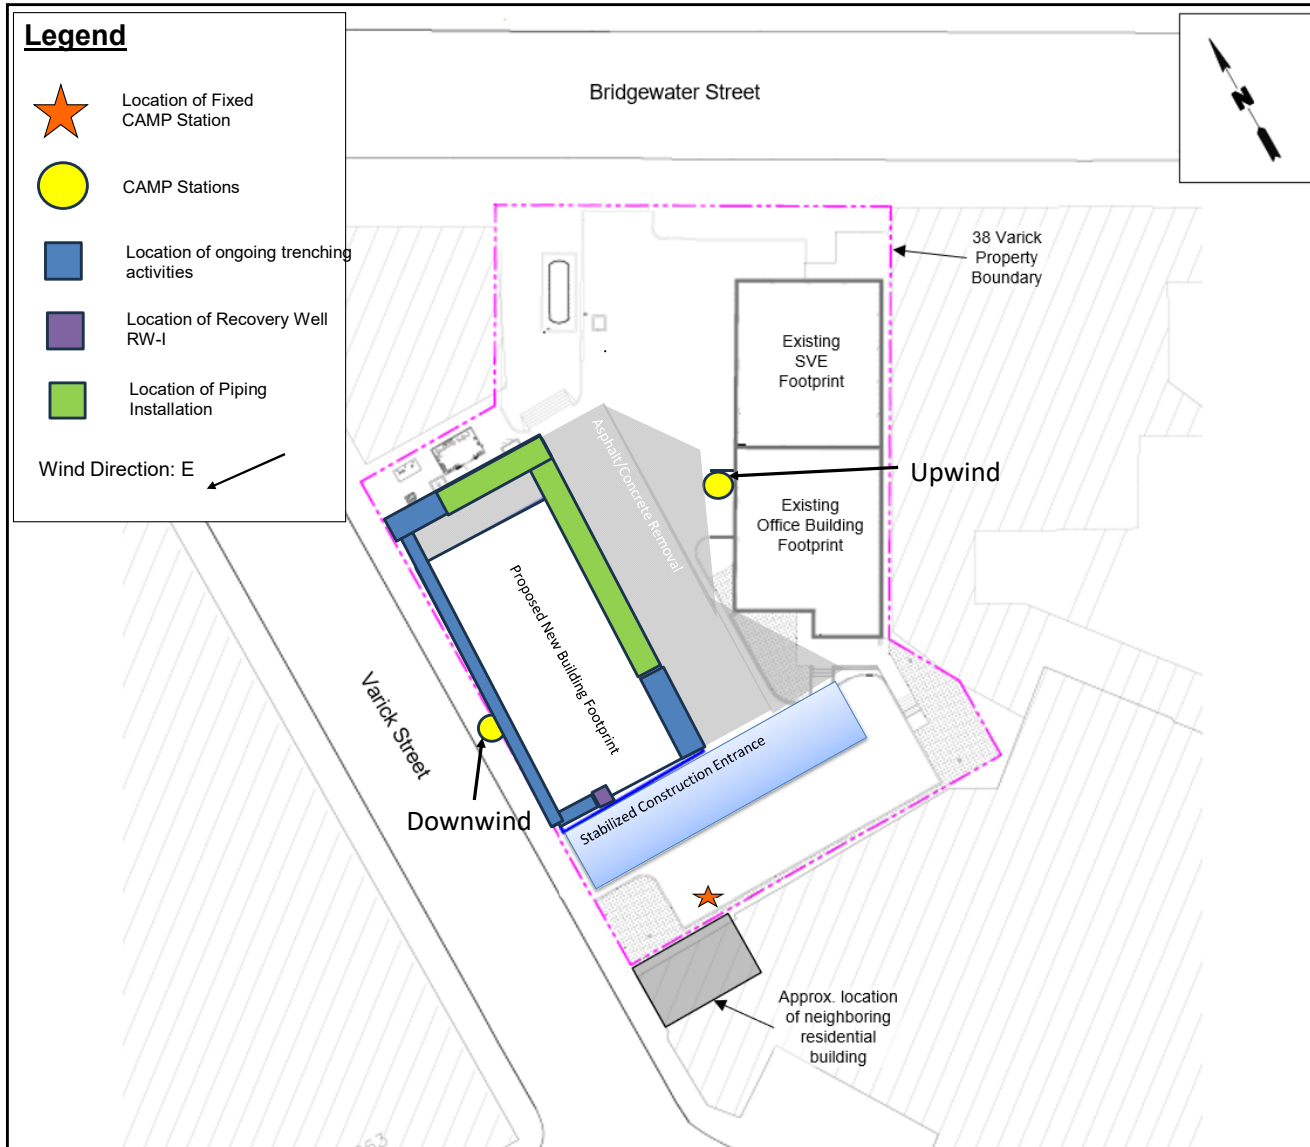 Legend
Location of Fixed
CAMP Station
CAMP Stations
Location of ongoing trenching
activities
Location of Recovery Well
RW-I
Location of Piping
Installation
Wind Direction: E
Bridgewater Street
N
38 Varick
Property
Boundary
Existing
SVE
Footprint
Asphalt/Concrete Removal
Upwind
Existing
Office Building
Footprint
Proposed New Building Footprint
Varick Street
Downwind
Stabilized Construction Entrance
Approx. location
of neighboring
residential
building